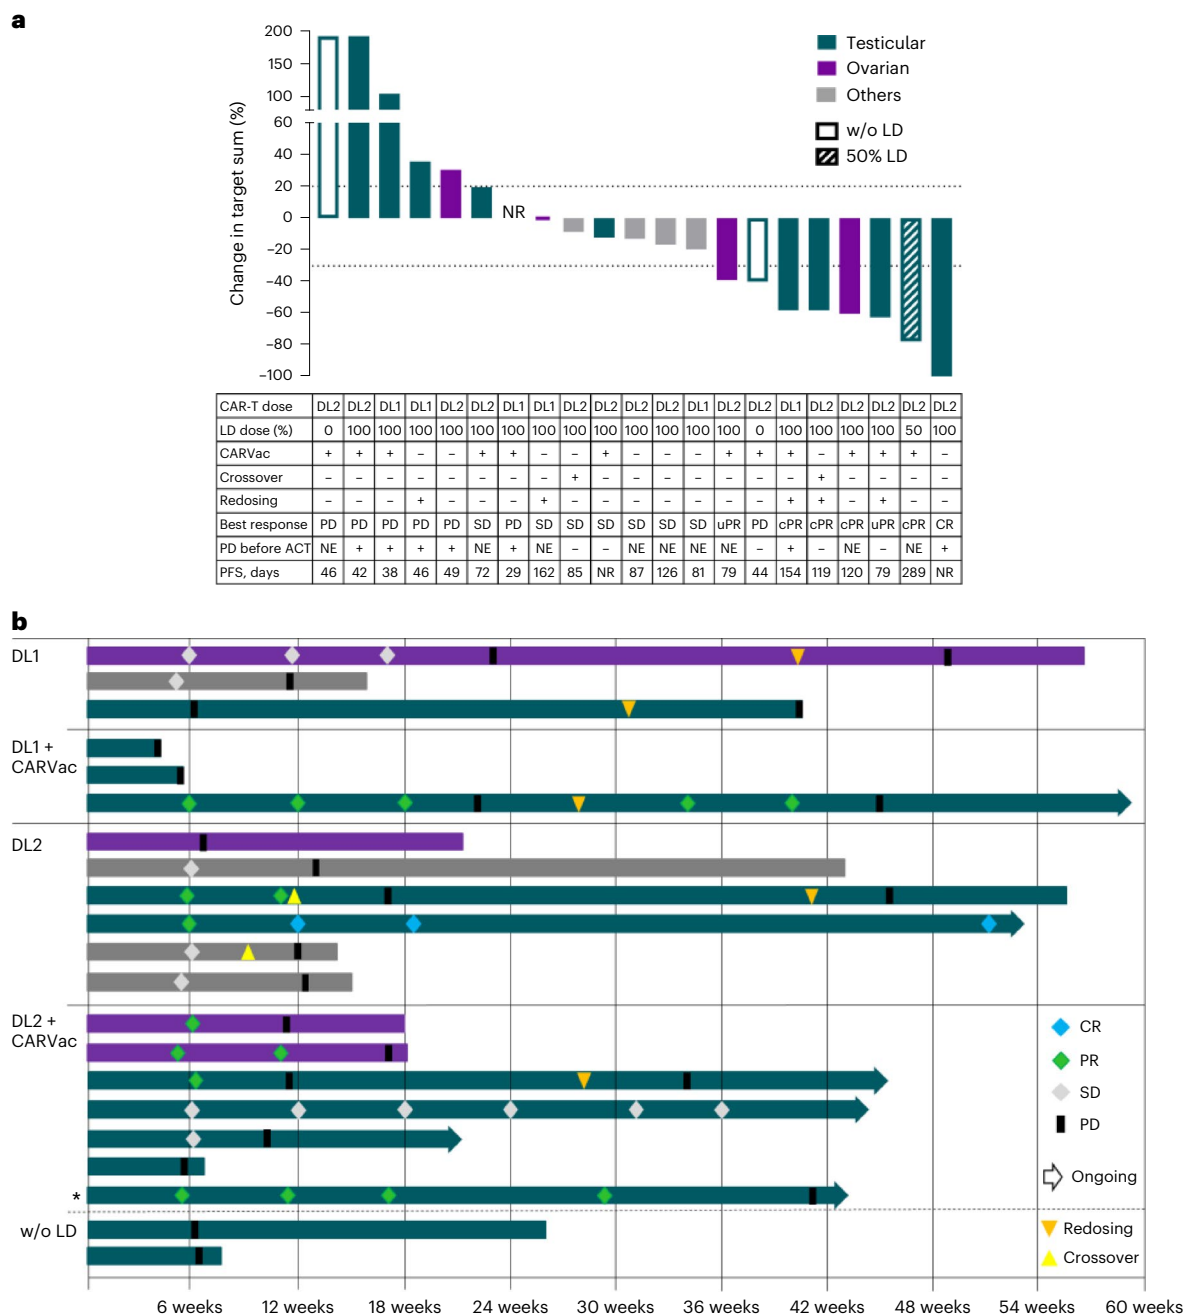 a
200
150
100
60
40
20
0
−20
−40
−60
−80
−100
Change in target sum (%)
NR
Testicular
Ovarian
Others
w/o LD
50% LD
CAR-T dose DL2 DL2 DL1 DL1 DL2 DL2 DL1 DL1 DL2 DL2 DL2 DL2 DL1 DL2 DL2 DL1 DL2 DL2 DL2 DL2 DL2
LD dose (%) 0 100 100 100 100 100 100 100 100 100 100 100 100 100 0 100 100 100 100 50 100
CARVac + + + − − + + − − + − − − + + + − + + + −
Crossover − − − − − − − − + − − − − − − − + − − − −
Redosing − − − + − − − + − − − − − − − + + − + − −
Best response PD PD PD PD PD SD PD SD SD SD SD SD SD uPR PD cPR cPR cPR uPR cPR CR
PD before ACT NE + + + + NE + NE − − NE NE NE NE − + − NE − NE +
PFS, days 46 42 38 46 49 72 29 162 85 NR 87 126 81 79 44 154 119 120 79 289 NR
b
DL1
DL1 +
CARVac
DL2
DL2 +
CARVac
*
w/o LD
CR
PR
SD
PD
Ongoing
Redosing
Crossover
6 weeks 12 weeks 18 weeks 24 weeks 30 weeks 36 weeks 42 weeks 48 weeks 54 weeks 60 weeks